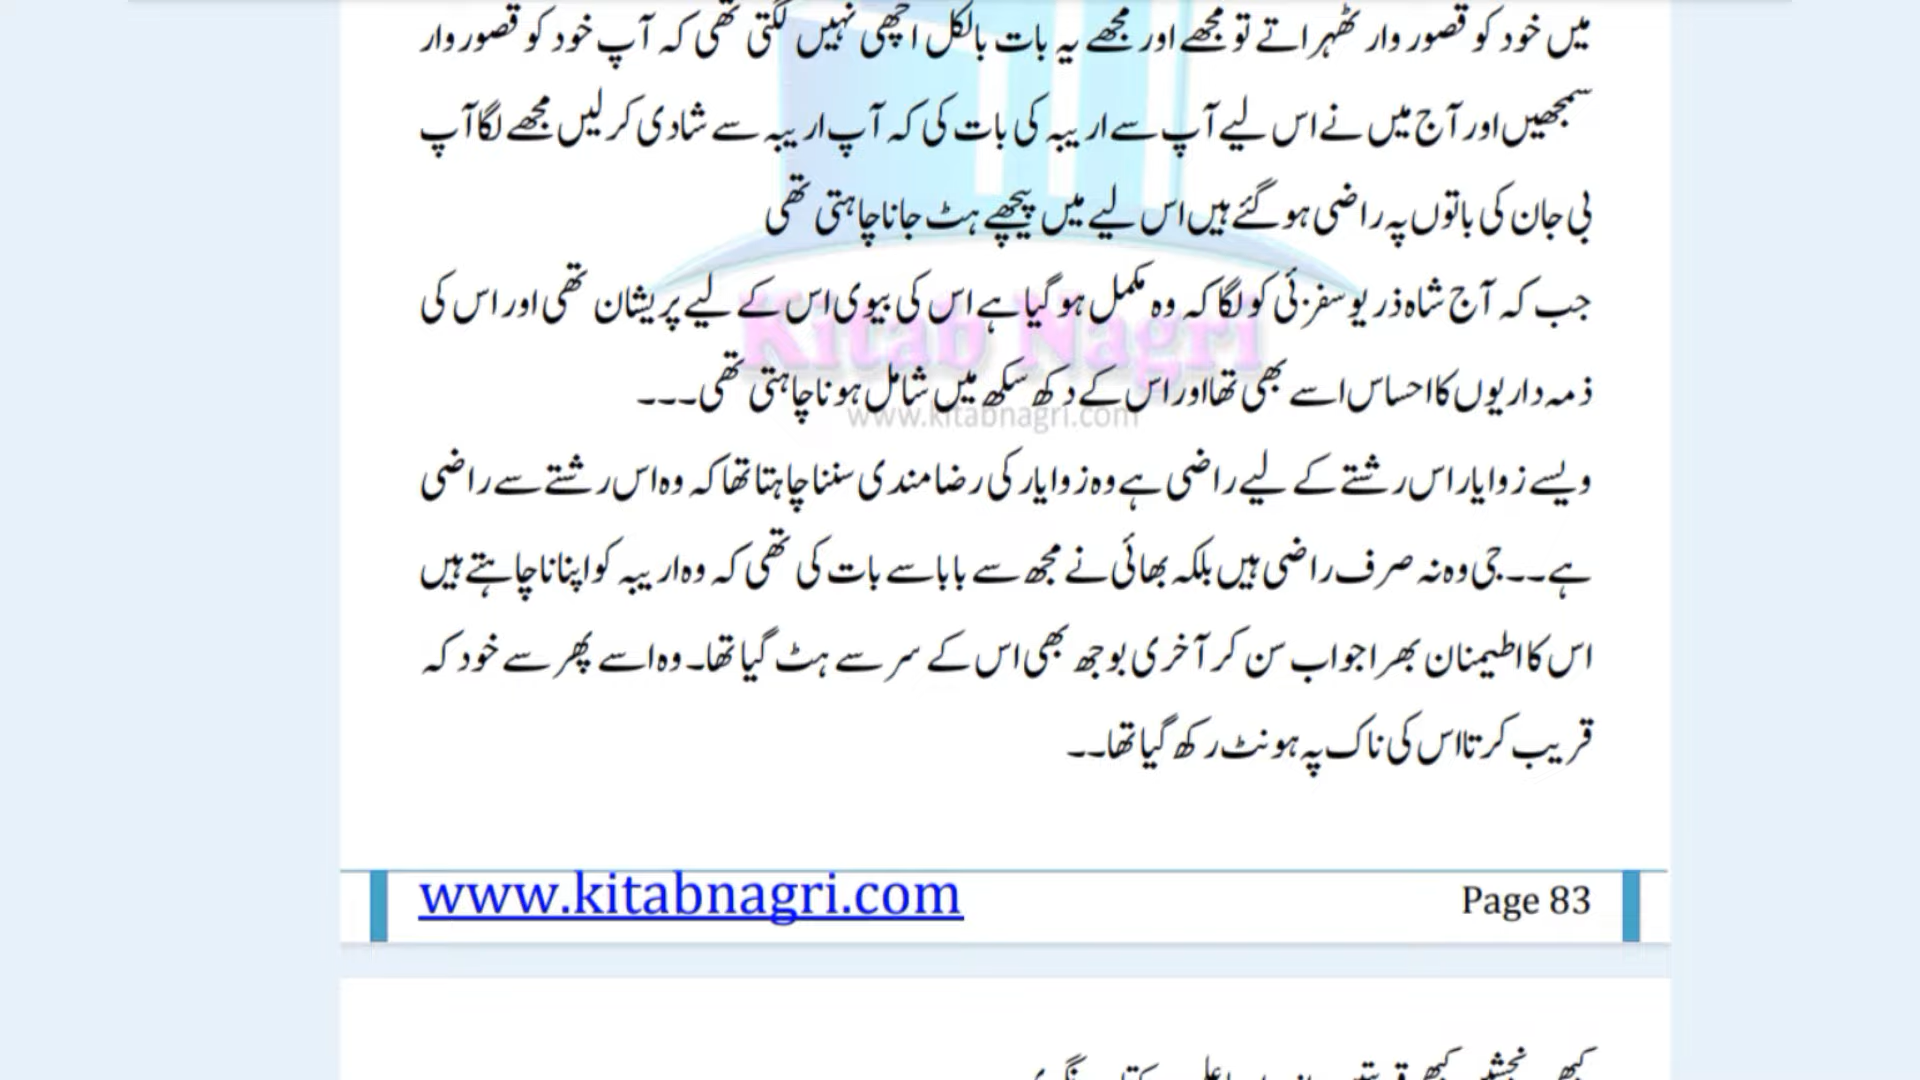 میں خود کو قصور وار ٹھہراتے تو مجھے اور مجھے یہ بات بالکل اچھی نہیں لگتی تھی کہ آپ خود کو قصور وار
سمجھیں اور آج میں نے اس لیے آپ سے اریبہ کی بات کی کہ آپ اریبہ سے شادی کر لیں مجھے لگا آپ
بی جان کی باتوں پہ راضی ہو گئے ہیں اس لیے میں پیچھے ہٹ جانا چاہتی تھی
جب کہ آج شاہ ذر یوسفزئی کو لگا کہ وہ مکمل ہو گیا ہے اس کی بیوی اس کے لیے پریشان تھی اور اس کی
ذمہ داریوں کا احساس اسے بھی تھا اور اس کے دکھ سکھ میں شامل ہونا چاہتی تھی۔۔۔
ویسے زوایار اس رشتے کے لیے راضی ہے وہ زوایار کی رضا مندی سننا چاہتا تھا کہ وہ اس رشتے سے راضی
ہے۔۔ جی وہ نہ صرف راضی ہیں بلکہ بھائی نے مجھ سے بابا سے بات کی تھی کہ وہ اریبہ کو اپنانا چاہتے ہیں
اس کا اطیمنان بھرا جواب سن کر آخری بوجھ بھی اس کے سر سے ہٹ گیا تھا۔ وہ اسے پھر سے خود کہ
قریب کرتا اس کی ناک پہ ہونٹ رکھ گیا تھا۔۔
Kitab Nagri
www.kitabnagri.com
www.kitabnagri.com Page 83